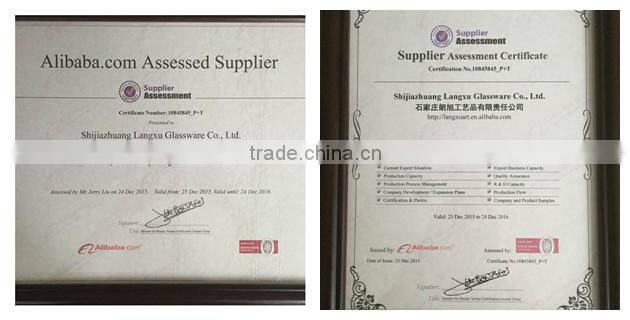 Alibaba.com Assessed Supplier
Supplier
Assessment
Certificate Number: 10845845_P+T
Presented to
Shijiazhuang Langxu Glassware Co., Ltd.
Assessed by Mr.Jerry Liu on 24 Dec 2015. Valid from: 25 Dec 2015, Valid until: 24 Dec 2016.
Signature:
Title:
Alibaba.com
Supplier
Assessment
Supplier Assessment Certificate
Certification No.10845845_P+T
Shijiazhuang Langxu Glassware Co., Ltd.
石家庄朗旭工艺品有限责任公司
http://langxuart.en.alibaba.com
Current Export Situation
Export Business Capacity
Production Capacity
Quality Assurance
Production Process Management
R & D Capacity
Company Development / Expansion Plans
Production Flow
Certification & Photos
Company and Product Samples
Valid: 25 Dec 2015 to 24 Dec 2016
Issued by: Alibaba.com
Assessed by:
Date of Issue: 25 Dec 2015
Certificate No.10845845_P+T
Signature:
Title:
trade.china.cn